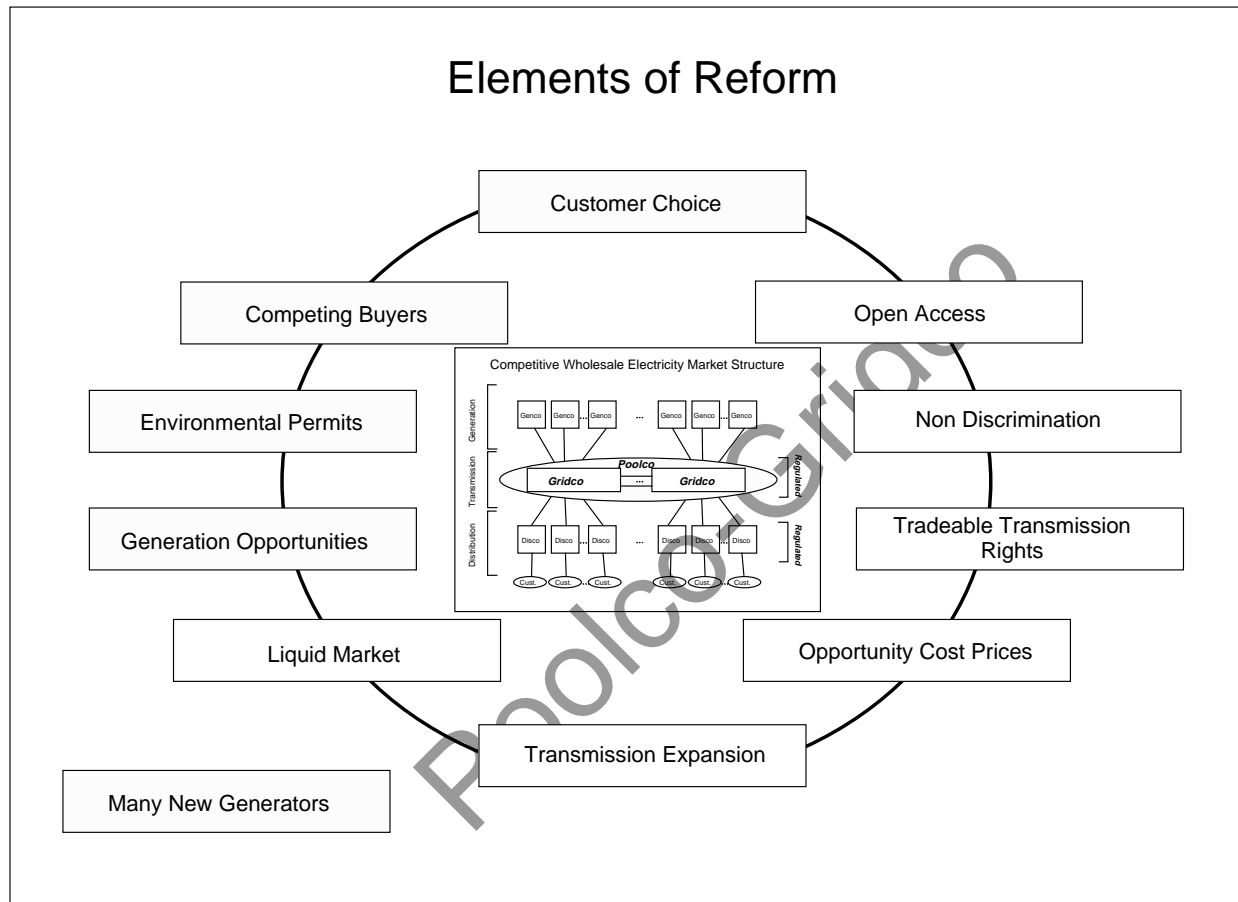 Elements of Reform
Customer Choice
Competing Buyers
Open Access
Environmental Permits
Non Discrimination
Generation Opportunities
Tradeable Transmission
Rights
Liquid Market
Opportunity Cost Prices
Transmission Expansion
Many New Generators
Competitive Wholesale Electricity Market Structure
Generation
Genco Genco ... Genco ... Genco Genco ... Genco
Transmission
Poolco
Gridco ... Gridco
Regulated
Distribution
Disco Disco ... Disco ... Disco Disco ... Disco
Regulated
Cust. Cust. ... Cust. Cust. Cust. ... Cust.
Poolco-Gridco